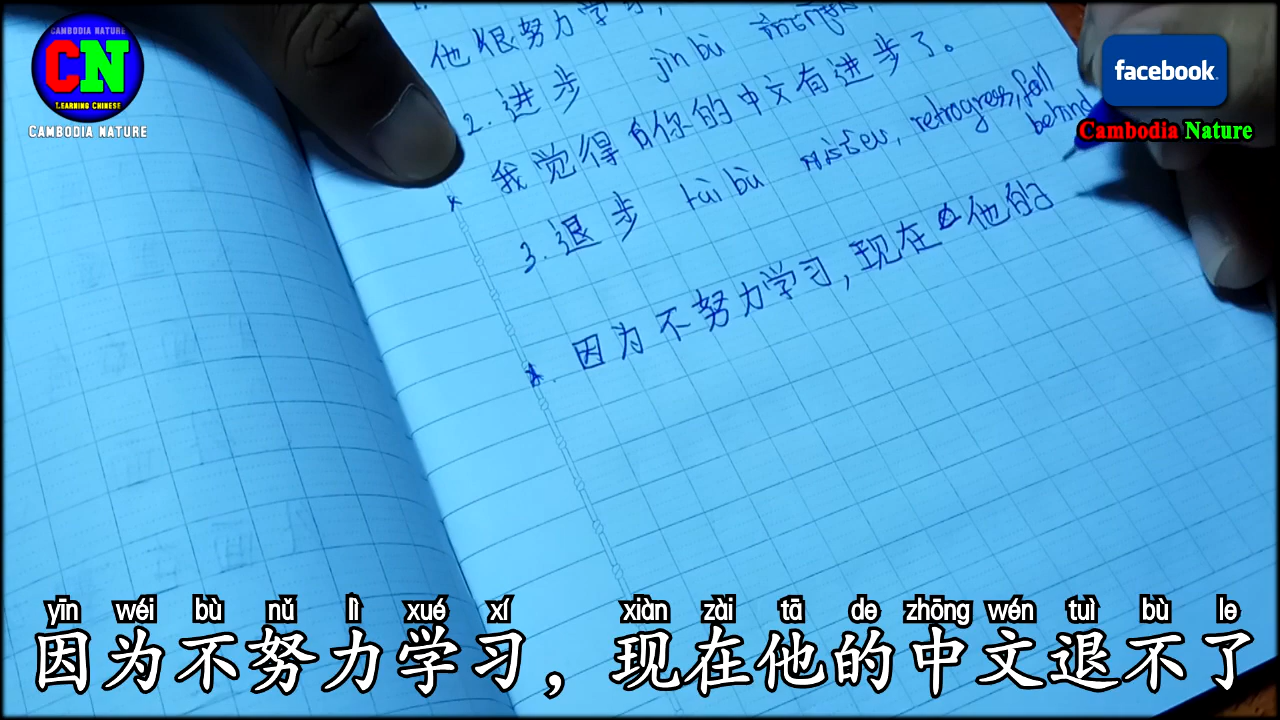 CAMBODIA NATURE
CN
LEARNING CHINESE
CAMBODIA NATURE
facebook
Cambodia Nature
1.
他很努力学习,
2. 进步 jìn bù
我觉得你的中文有进步了。
3. 退步 tuì bù retrogress, fall behind
因为不努力学习, 现在他的
yīn wéi bù nǔ lì xué xí xiàn zài tā de zhōng wén tuì bù le
因为不努力学习，现在他的中文退不了